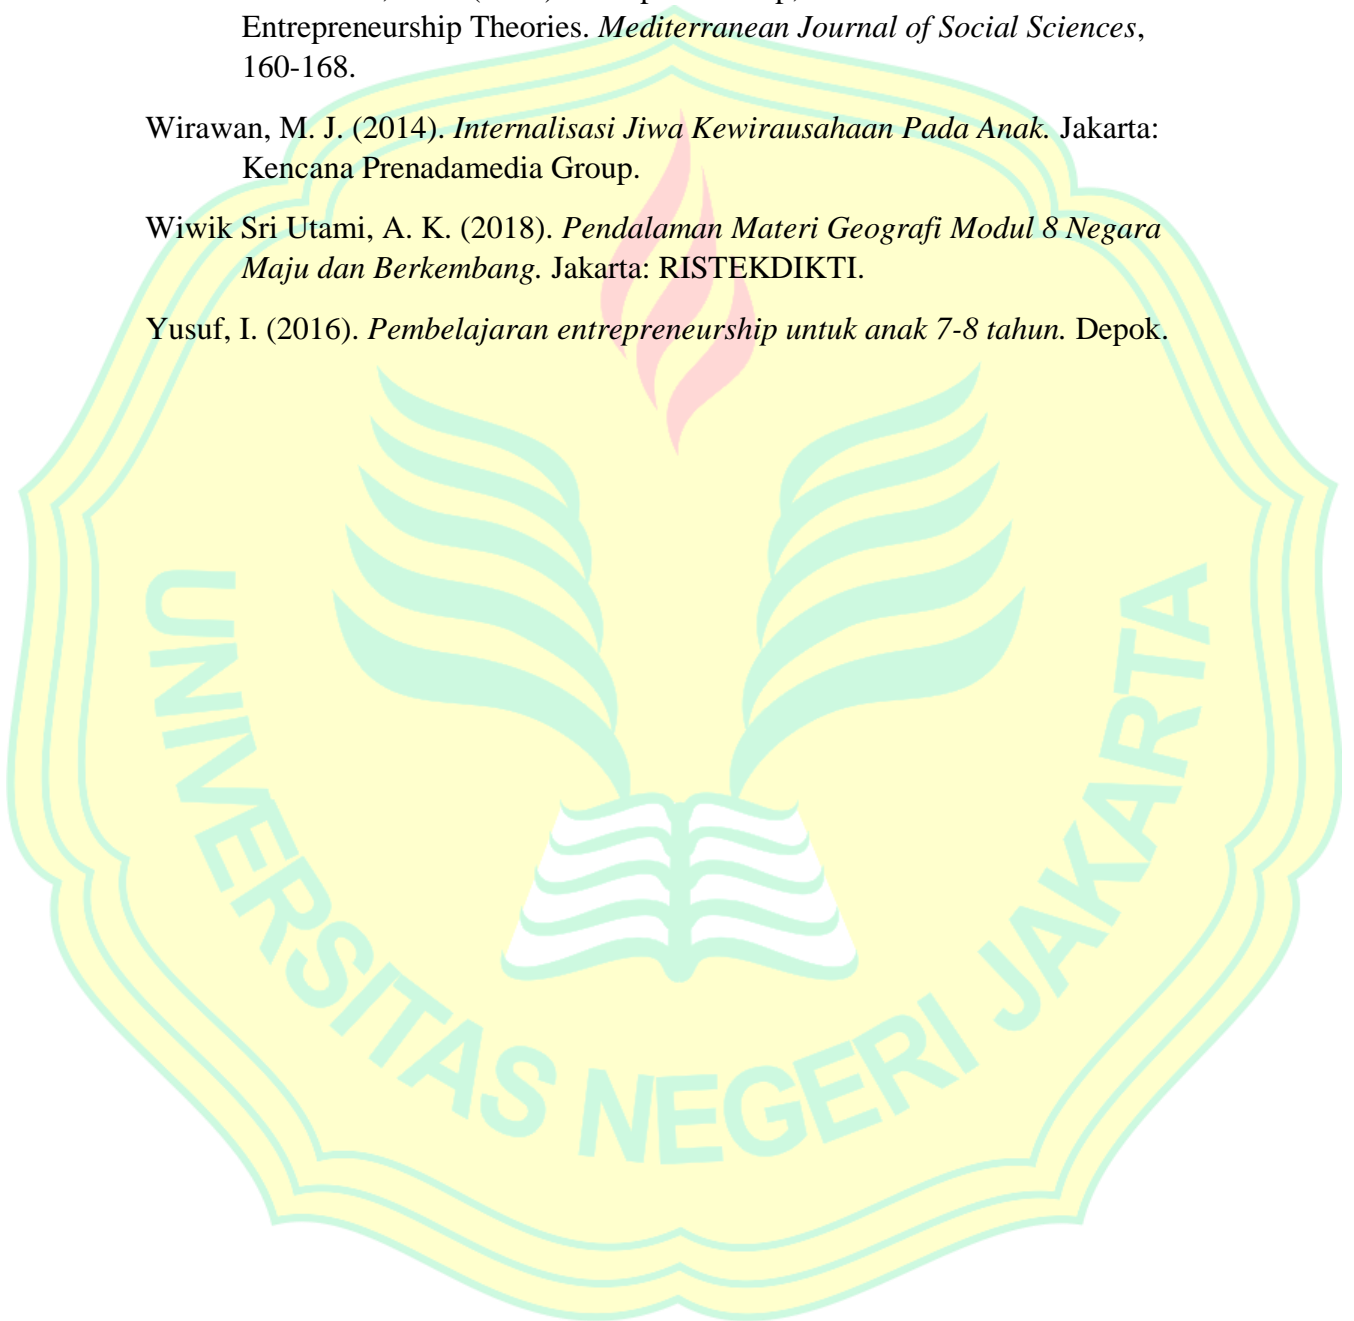 Entrepreneurship Theories. Mediterranean Journal of Social Sciences,
160-168.
Wirawan, M. J. (2014). Internalisasi Jiwa Kewirausahaan Pada Anak. Jakarta:
Kencana Prenadamedia Group.
Wiwik Sri Utami, A. K. (2018). Pendalaman Materi Geografi Modul 8 Negara
Maju dan Berkembang. Jakarta: RISTEKDIKTI.
Yusuf, I. (2016). Pembelajaran entrepreneurship untuk anak 7-8 tahun. Depok.
UNIVERSITAS NEGERI JAKARTA